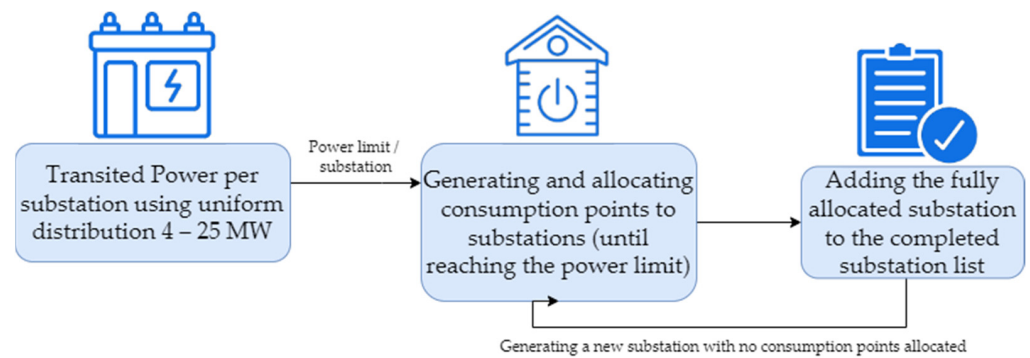 Transited Power per
substation using uniform
distribution 4 – 25 MW
Power limit /
substation
Generating and allocating
consumption points to
substations (until
reaching the power limit)
Adding the fully
allocated substation
to the completed
substation list
Generating a new substation with no consumption points allocated